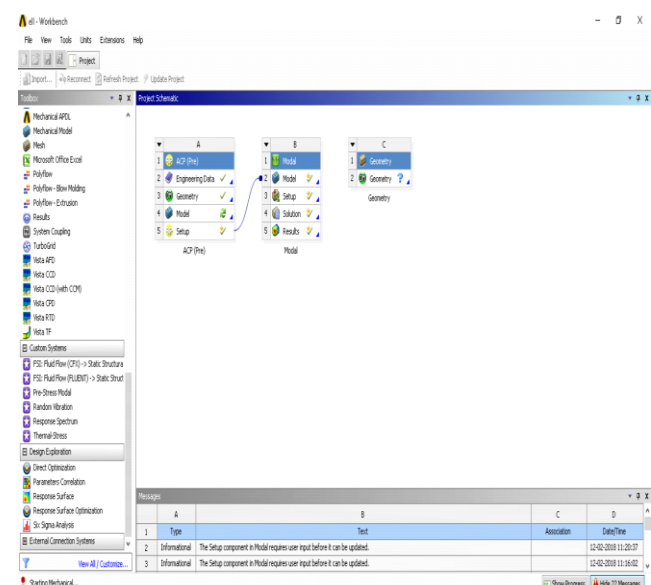 ell - Workbench
File View Tools Units Extensions Help
Project
Import... Reconnect Refresh Project Update Project
Toolbox
Mechanical APDL
Mechanical Model
Mesh
Microsoft Office Excel
Polyflow
Polyflow - Blow Molding
Polyflow - Extrusion
Results
System Coupling
TurboGrid
Vista AFD
Vista CCD
Vista CCD (with CCM)
Vista CPD
Vista RTD
Vista TF
Custom Systems
FSI: Fluid Flow (CFX) -> Static Structura
FSI: Fluid Flow (FLUENT) -> Static Struct
Pre-Stress Modal
Random Vibration
Response Spectrum
Thermal-Stress
Design Exploration
Direct Optimization
Parameters Correlation
Response Surface
Response Surface Optimization
Six Sigma Analysis
External Connection Systems
View All / Customize...
Project Schematic
A
1 ACP (Pre)
2 Engineering Data
3 Geometry
4 Model
5 Setup
ACP (Pre)
B
1 Modal
2 Model
3 Setup
4 Solution
5 Results
Modal
C
1 Geometry
2 Geometry ?
Geometry
Messages
A B C D
1 Type Text Association Date/Time
2 Informational The Setup component in Modal requires user input before it can be updated. 12-02-2018 11:20:37
3 Informational The Setup component in Modal requires user input before it can be updated. 12-02-2018 11:16:02
Starting Mechanical... Show Progress Hide 22 Messages